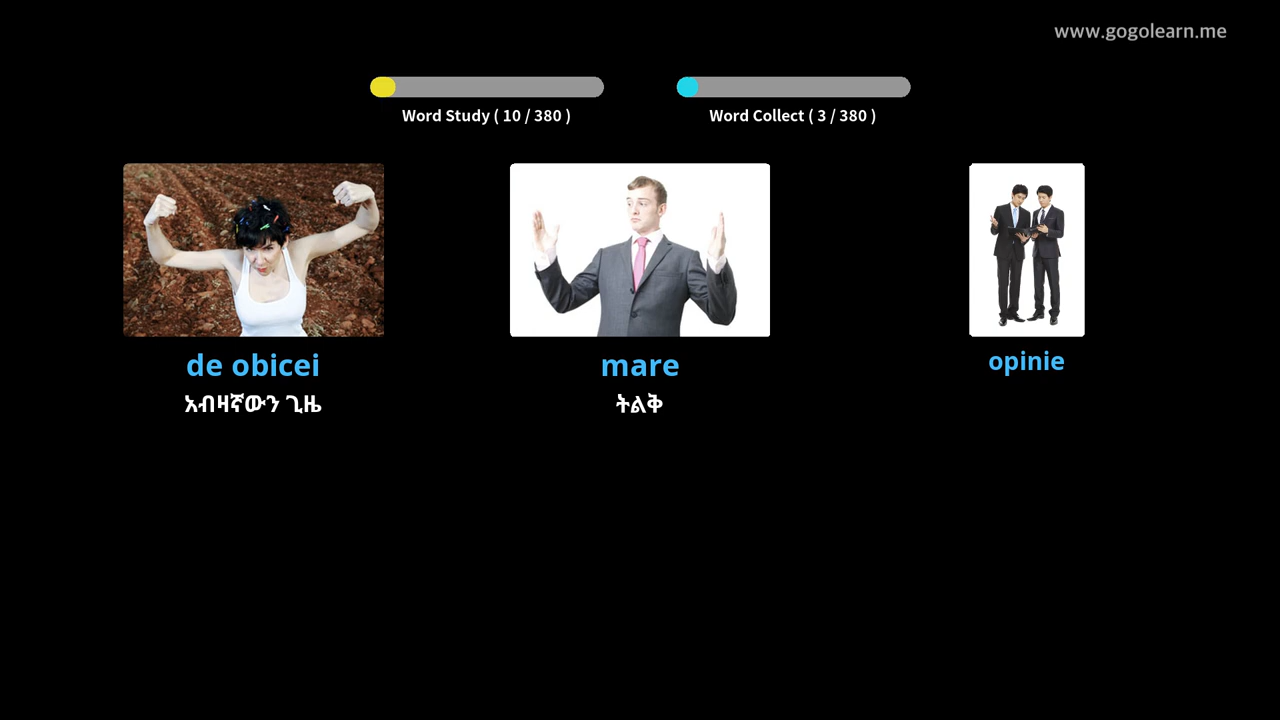 www.gogolearn.me
Word Study ( 10 / 380 )
Word Collect ( 3 / 380 )
de obicei
አብዛኛውን ጊዜ
mare
ትልቅ
opinie